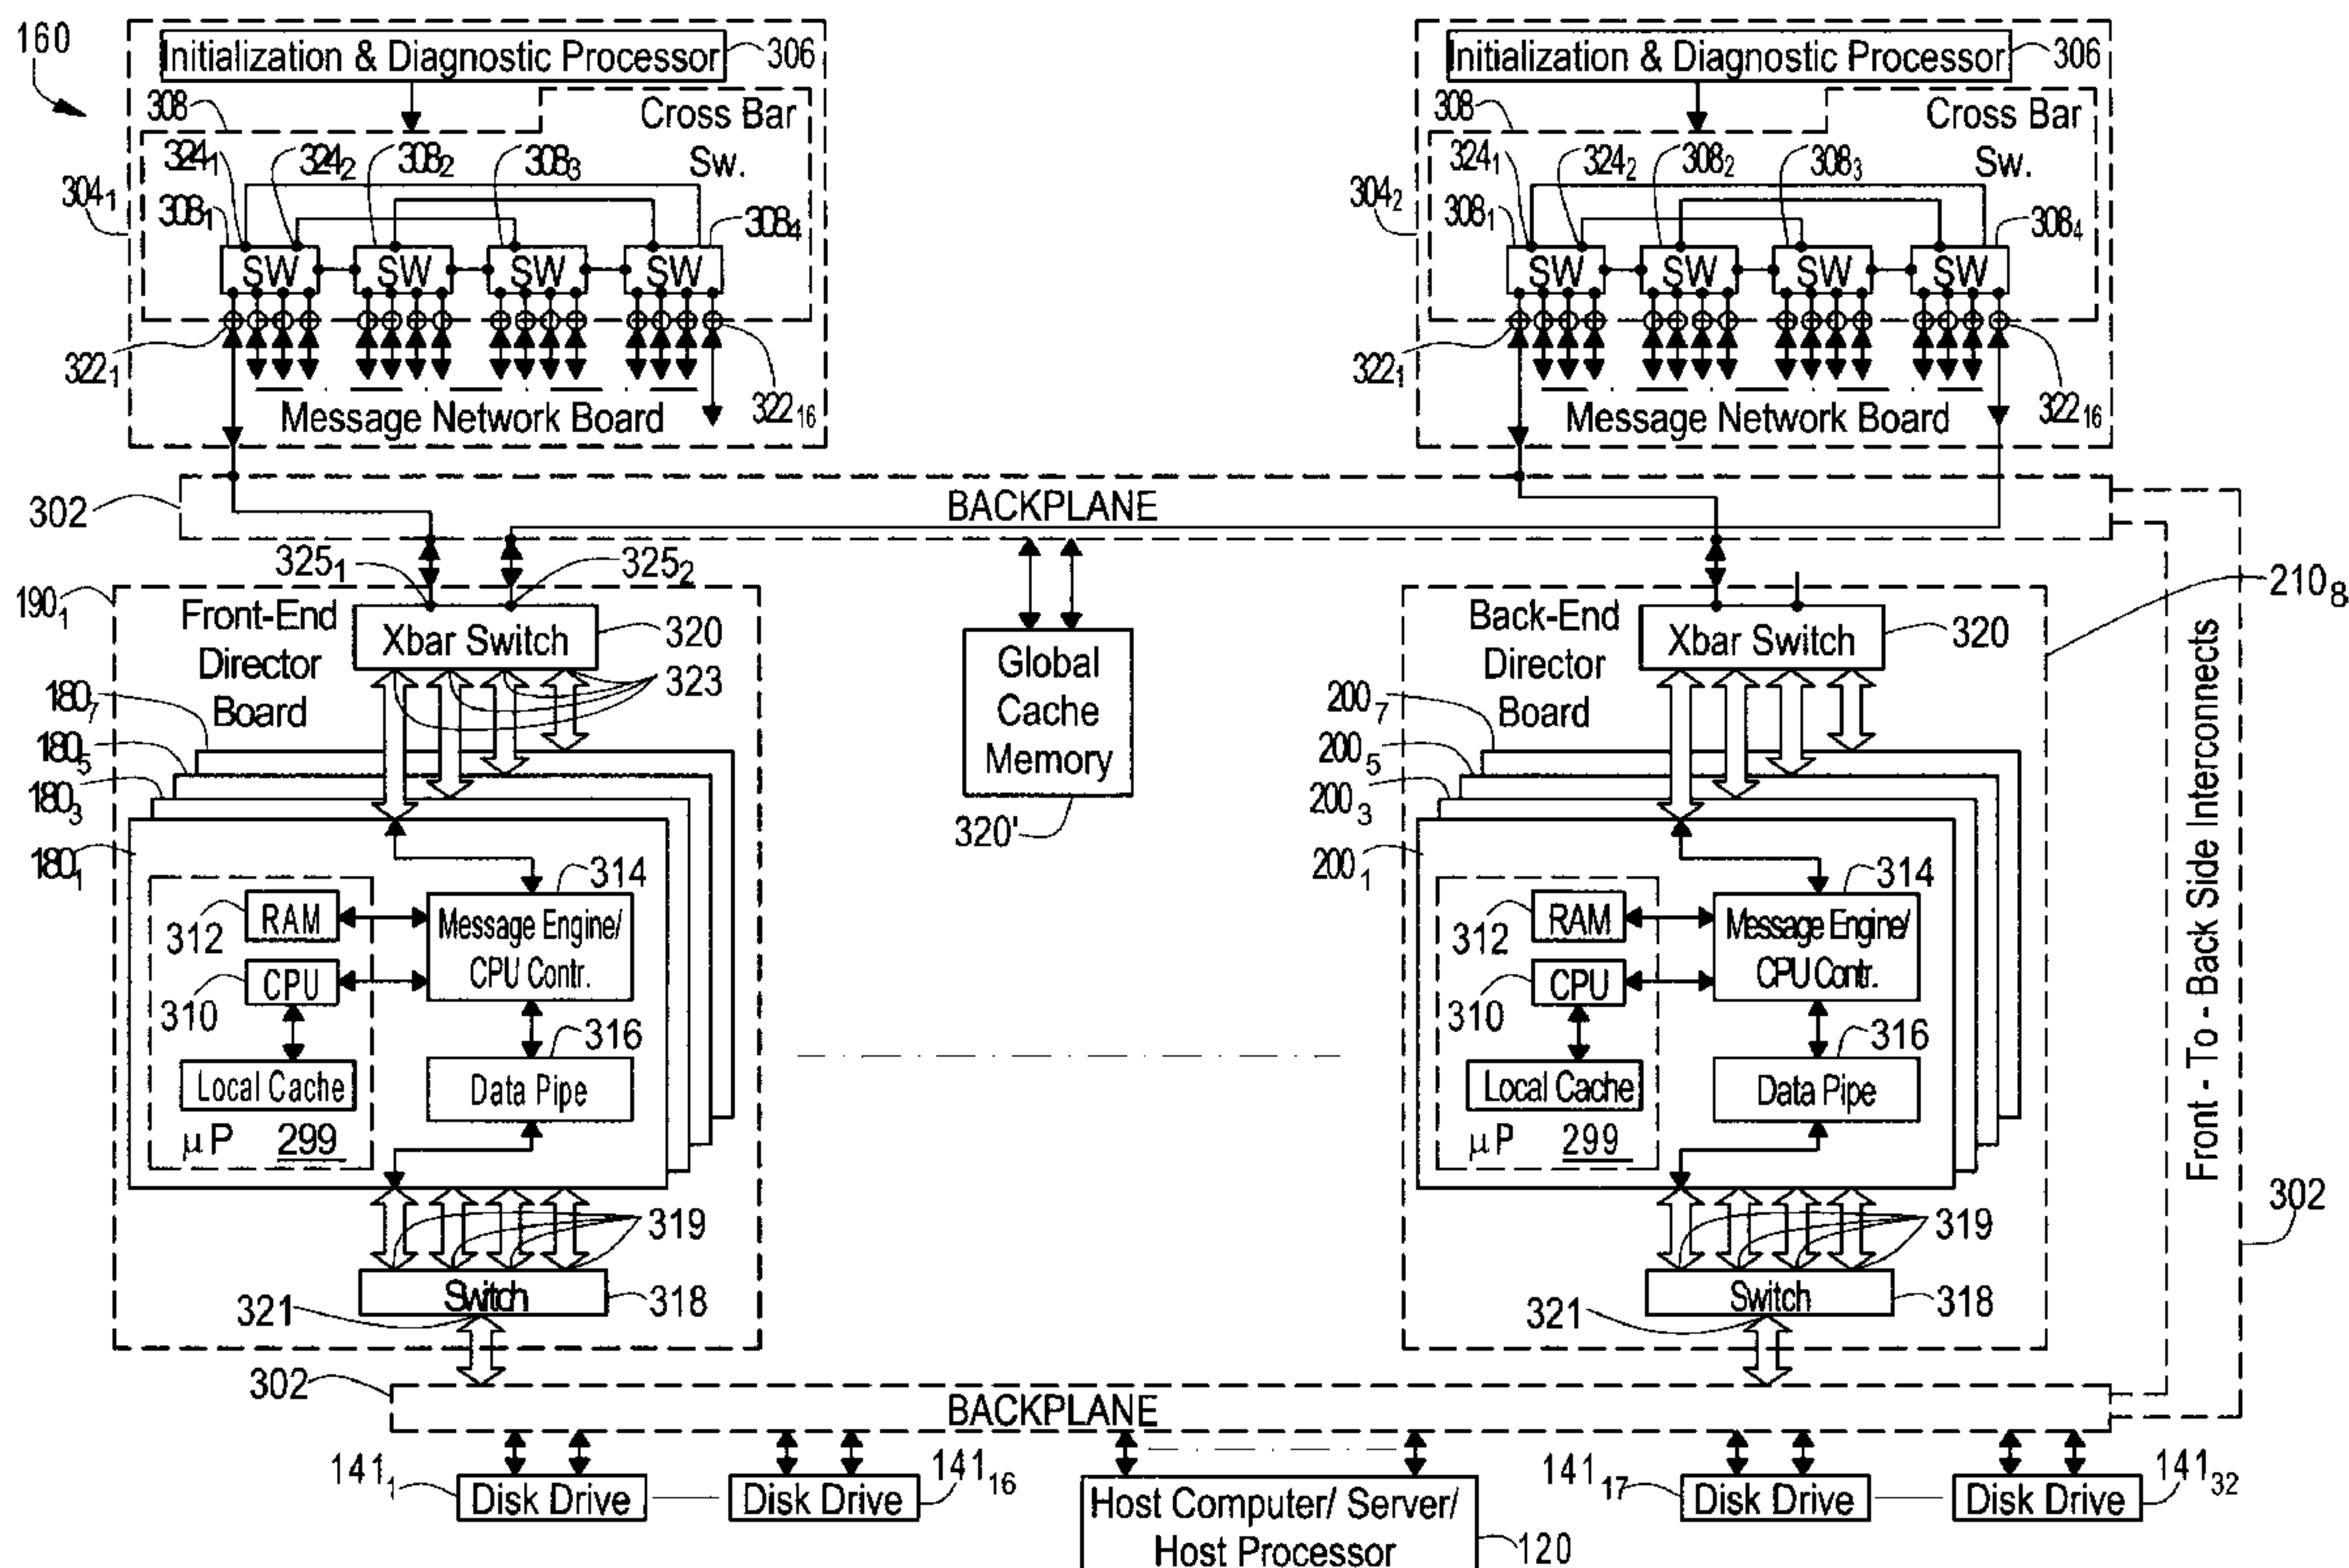 160
Initialization & Diagnostic Processor
306
308
Cross Bar
Sw.
324₁
324₂
308₂
308₃
304₁
308₁
308₄
SW
SW
SW
SW
322₁
Message Network Board
322₁₆
Initialization & Diagnostic Processor
306
308
Cross Bar
Sw.
324₁
324₂
308₂
308₃
304₂
308₁
308₄
SW
SW
SW
SW
322₁
Message Network Board
322₁₆
302
BACKPLANE
325₁
325₂
190₁
Front-End
Director
Board
Xbar Switch
320
323
180₇
180₅
180₃
180₁
314
RAM
312
Message Engine/
CPU Contr.
CPU
310
316
Local Cache
Data Pipe
μP 299
319
Switch
318
321
Global
Cache
Memory
320'
210₈
Back-End
Director
Board
Xbar Switch
320
200₇
200₅
200₃
200₁
314
RAM
312
Message Engine/
CPU Contr.
CPU
310
316
Local Cache
Data Pipe
μP 299
319
Switch
318
321
Front - To - Back Side Interconnects
302
302
BACKPLANE
141₁
Disk Drive
Disk Drive
141₁₆
Host Computer/ Server/
Host Processor
120
141₁₇
Disk Drive
Disk Drive
141₃₂